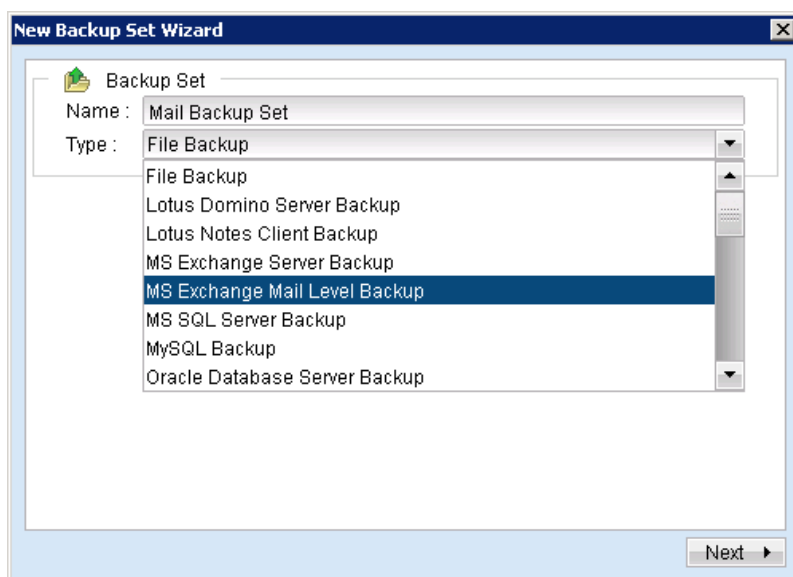 New Backup Set Wizard
Backup Set
Name : Mail Backup Set
Type : File Backup
File Backup
Lotus Domino Server Backup
Lotus Notes Client Backup
MS Exchange Server Backup
MS Exchange Mail Level Backup
MS SQL Server Backup
MySQL Backup
Oracle Database Server Backup
Next